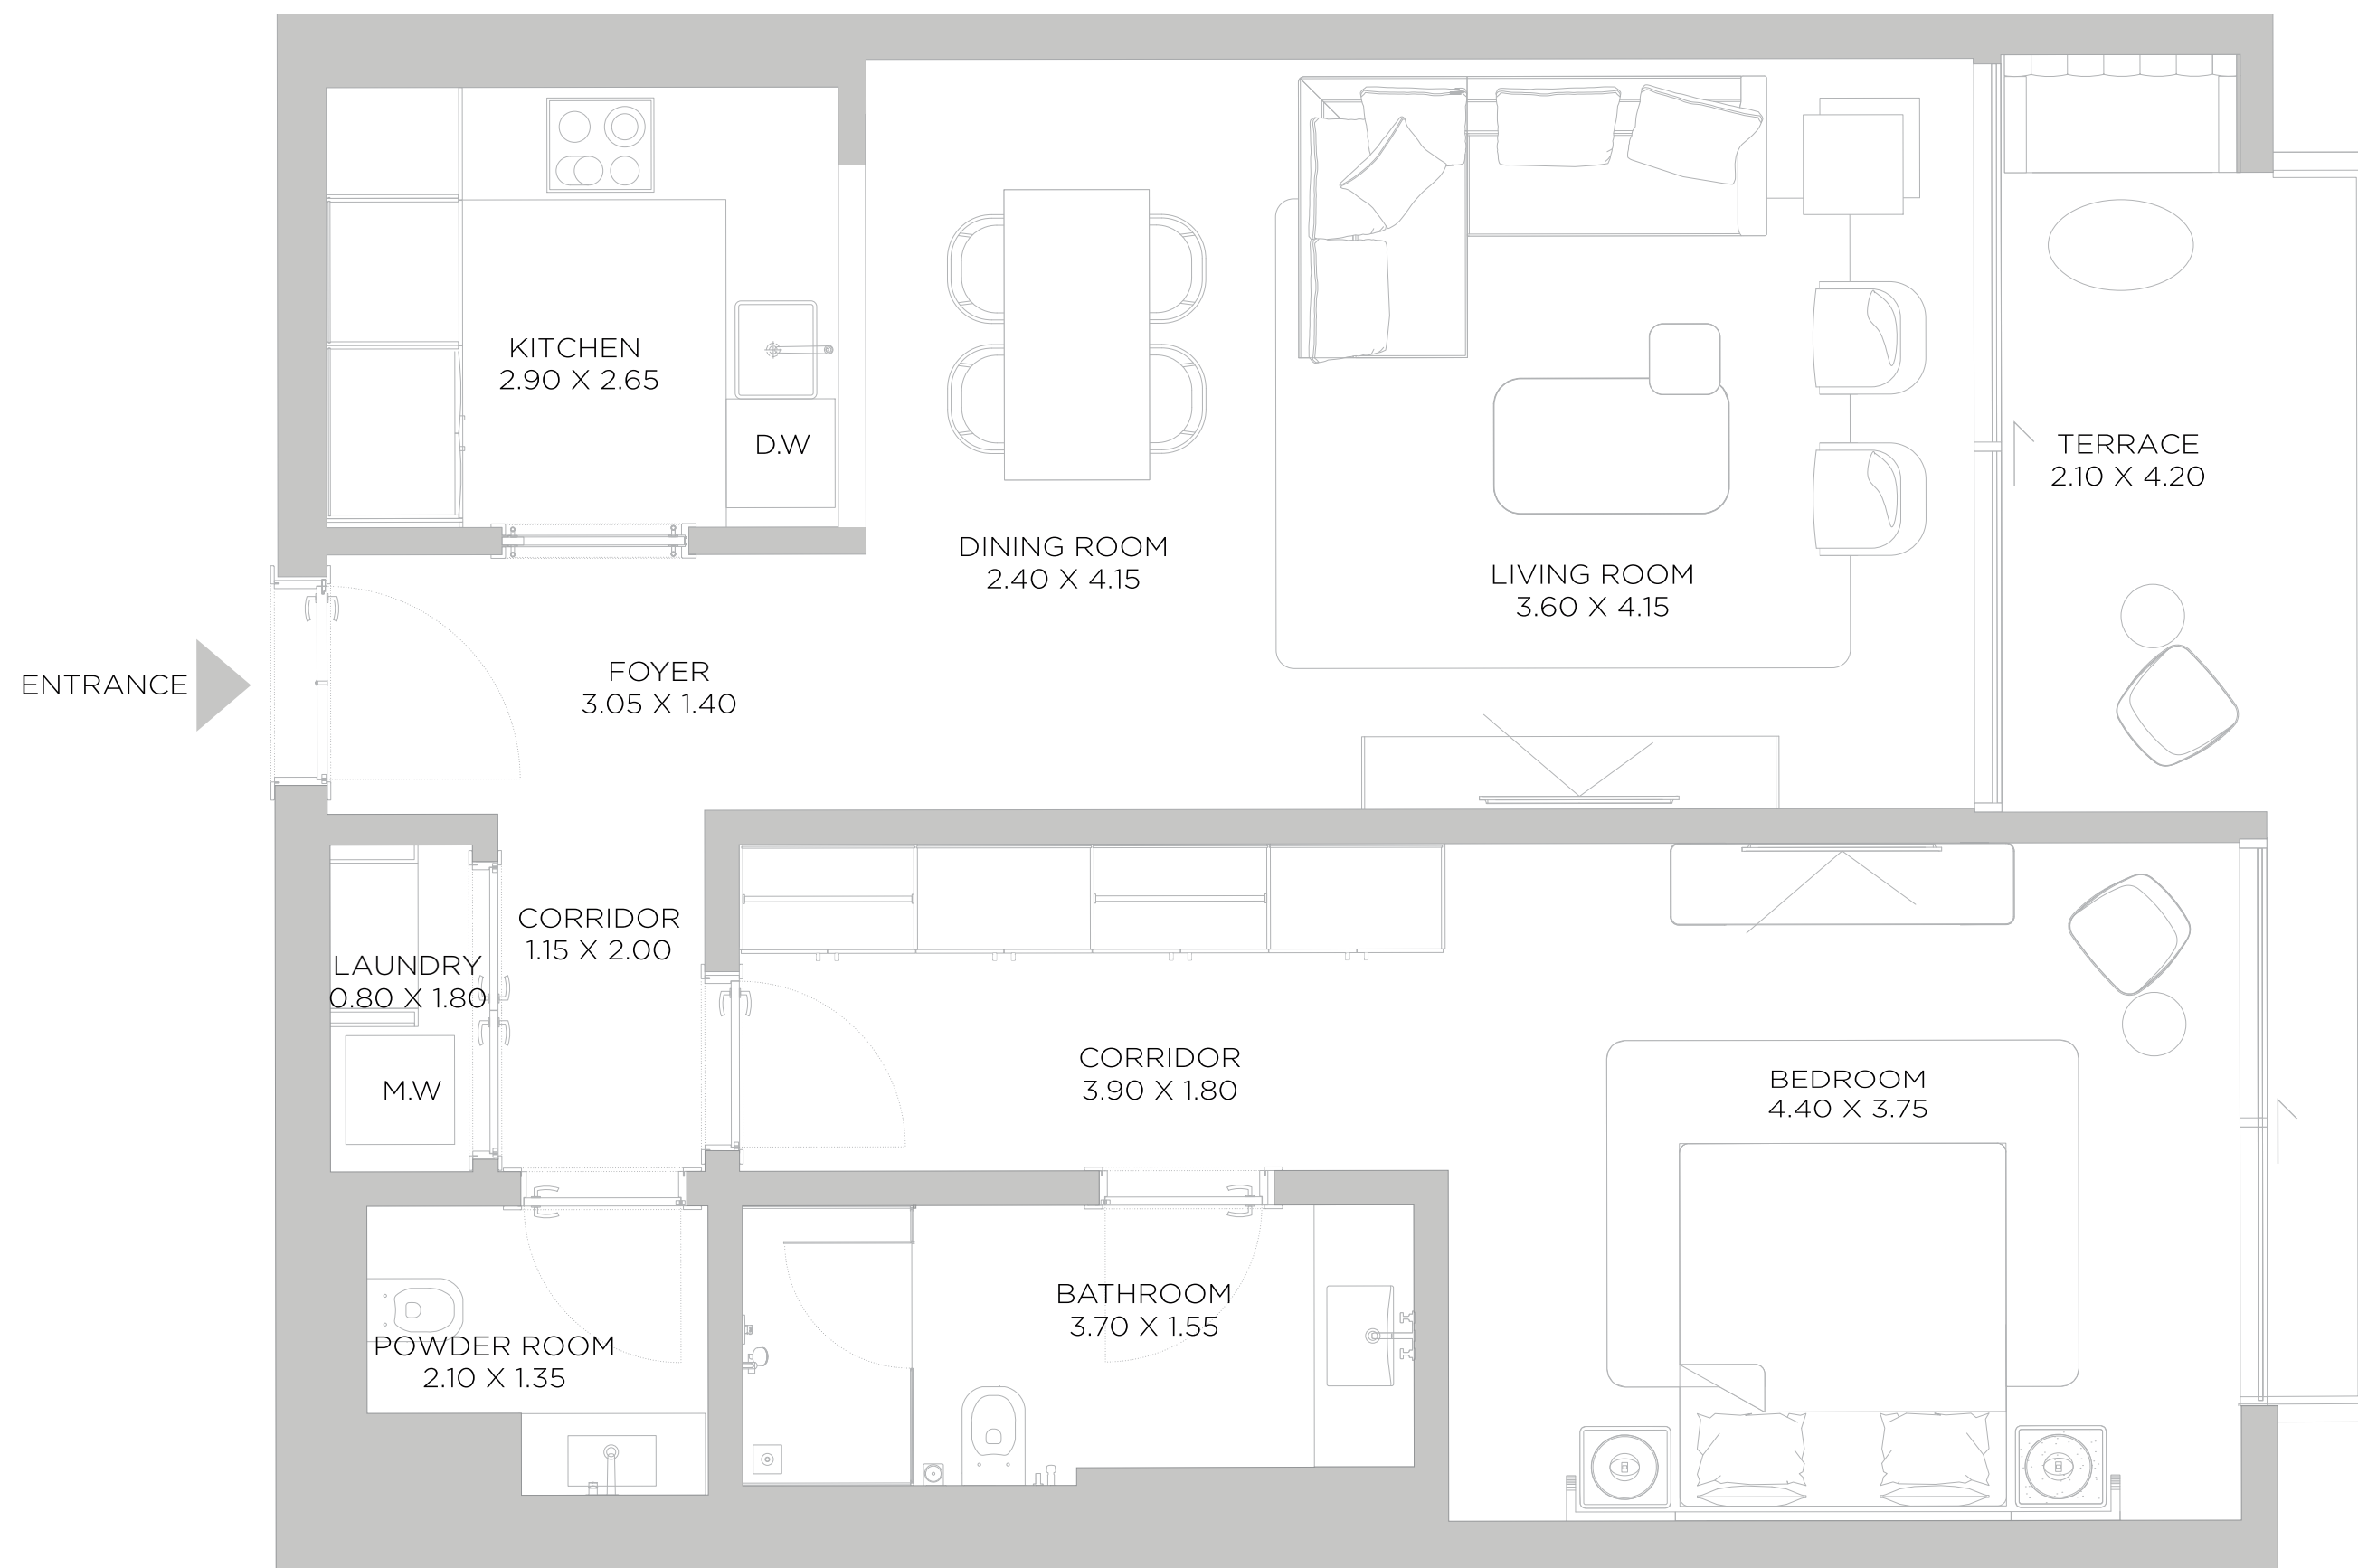 KITCHEN
2.90 X 2.65
D.W
TERRACE
2.10 X 4.20
DINING ROOM
2.40 X 4.15
LIVING ROOM
3.60 X 4.15
ENTRANCE
FOYER
3.05 X 1.40
CORRIDOR
1.15 X 2.00
LAUNDRY
0.80 X 1.80
M.W
CORRIDOR
3.90 X 1.80
BEDROOM
4.40 X 3.75
BATHROOM
3.70 X 1.55
POWDER ROOM
2.10 X 1.35